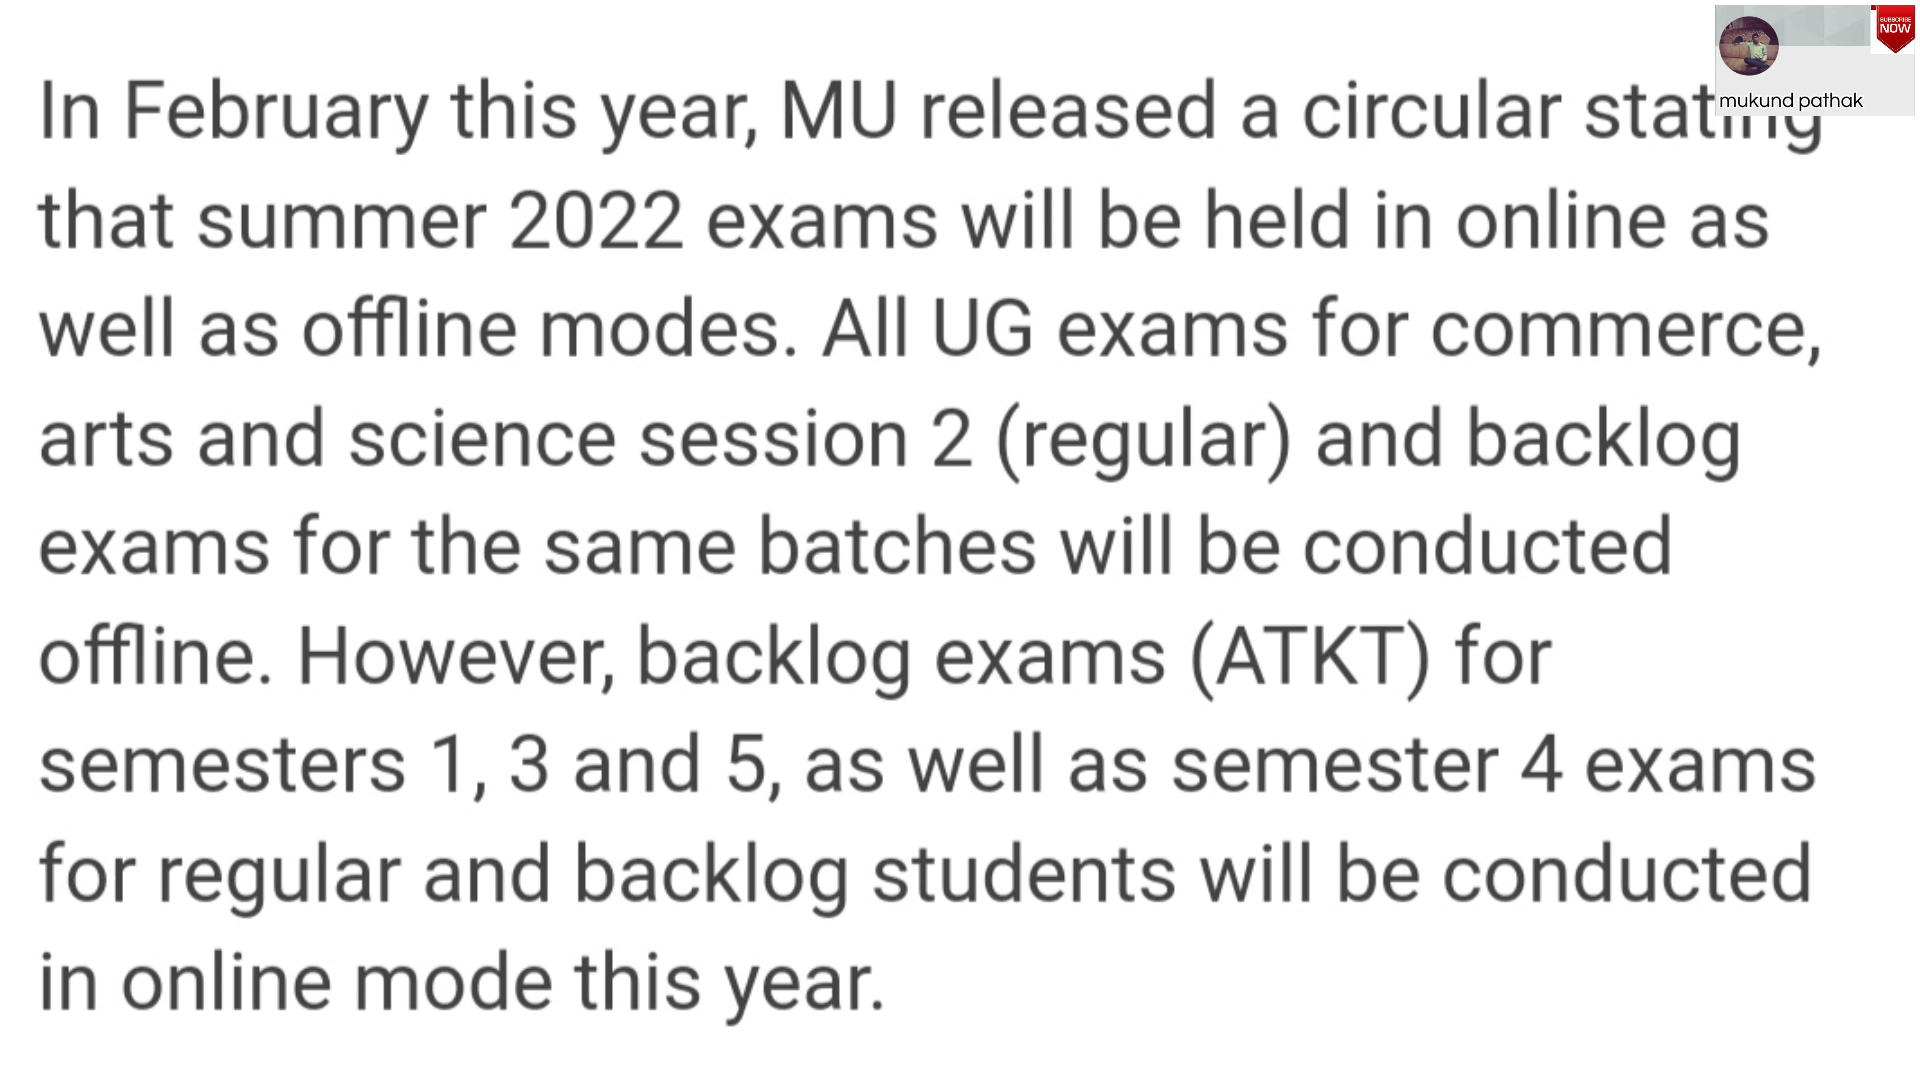 SUBSCRIBE
NOW
mukund pathak
In February this year, MU released a circular stating
that summer 2022 exams will be held in online as
well as offline modes. All UG exams for commerce,
arts and science session 2 (regular) and backlog
exams for the same batches will be conducted
offline. However, backlog exams (ATKT) for
semesters 1, 3 and 5, as well as semester 4 exams
for regular and backlog students will be conducted
in online mode this year.